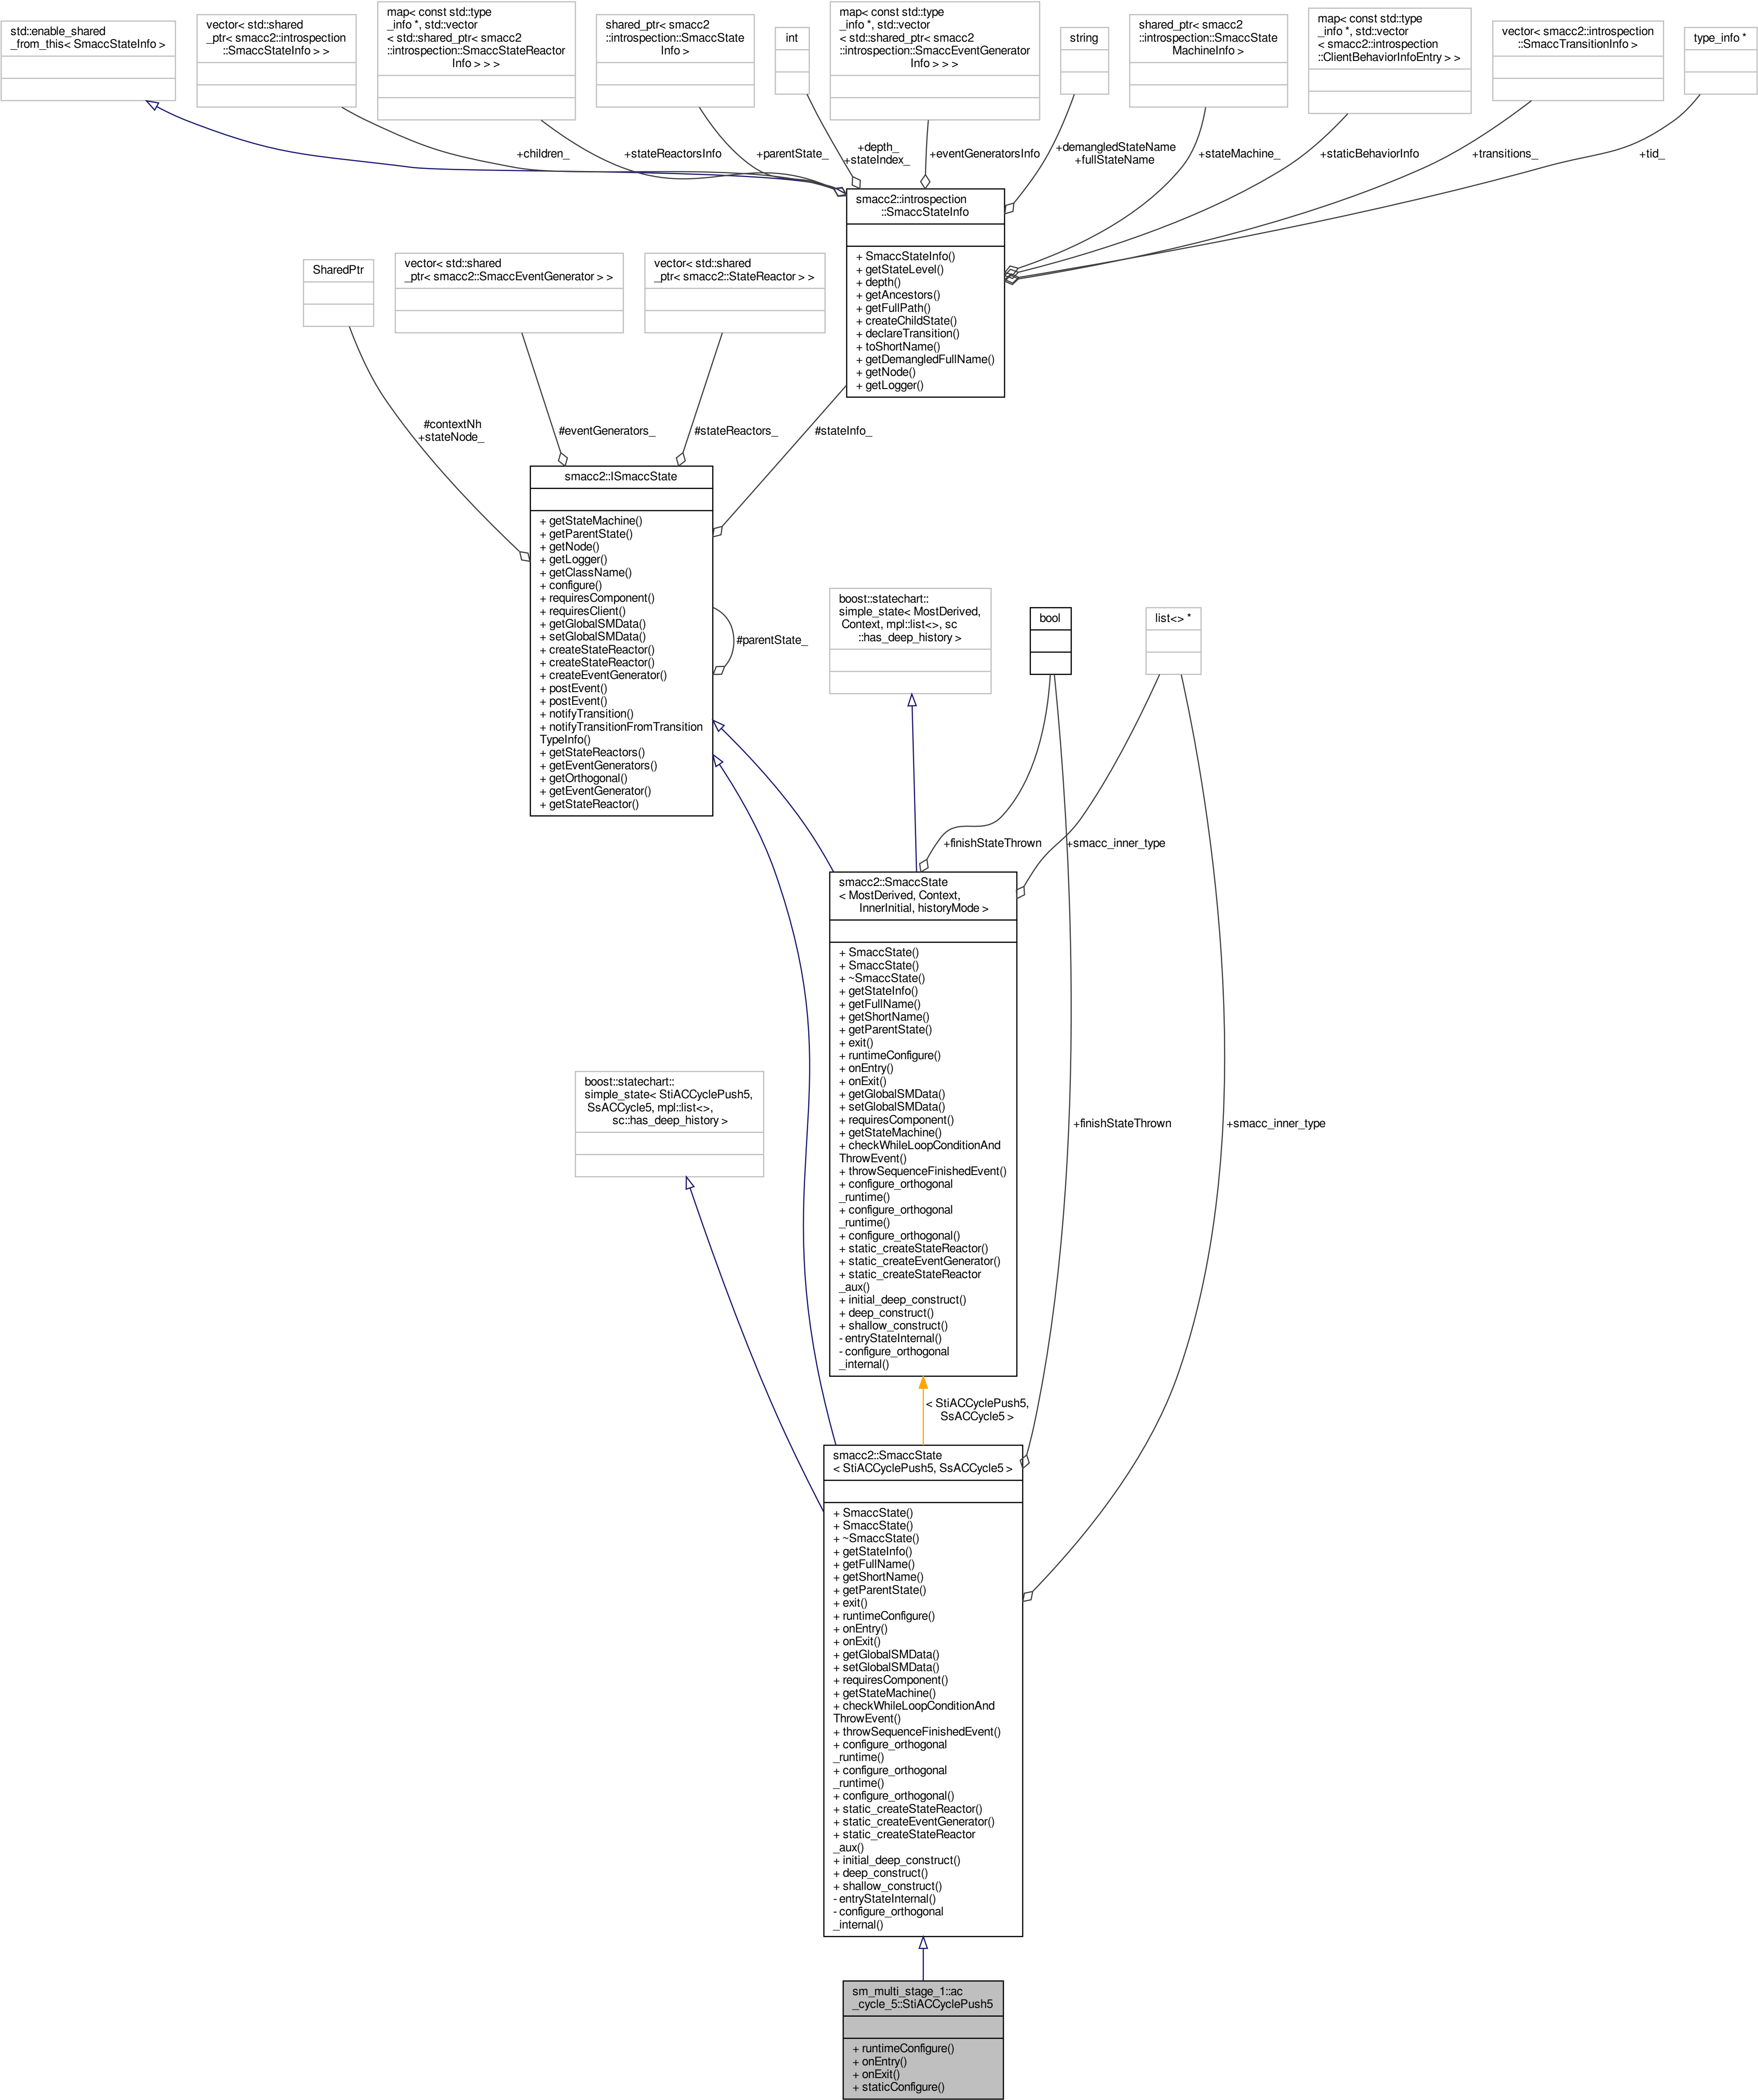 std::enable_shared
_from_this< SmaccStateInfo >
vector< std::shared
_ptr< smacc2::introspection
::SmaccStateInfo > >
map< const std::type
_info *, std::vector
< std::shared_ptr< smacc2
::introspection::SmaccStateReactor
Info > > >
shared_ptr< smacc2
::introspection::SmaccState
Info >
int
map< const std::type
_info *, std::vector
< std::shared_ptr< smacc2
::introspection::SmaccEventGenerator
Info > > >
string
shared_ptr< smacc2
::introspection::SmaccState
MachineInfo >
map< const std::type
_info *, std::vector
< smacc2::introspection
::ClientBehaviorInfoEntry > >
vector< smacc2::introspection
::SmaccTransitionInfo >
type_info *
+children_
+stateReactorsInfo
+parentState_
+depth_
+stateIndex_
+eventGeneratorsInfo
+demangledStateName
+fullStateName
+stateMachine_
+staticBehaviorInfo
+transitions_
+tid_
smacc2::introspection
::SmaccStateInfo
+ SmaccStateInfo()
+ getStateLevel()
+ depth()
+ getAncestors()
+ getFullPath()
+ createChildState()
+ declareTransition()
+ toShortName()
+ getDemangledFullName()
+ getNode()
+ getLogger()
SharedPtr
vector< std::shared
_ptr< smacc2::SmaccEventGenerator > >
vector< std::shared
_ptr< smacc2::StateReactor > >
#contextNh
+stateNode_
#eventGenerators_
#stateReactors_
#stateInfo_
smacc2::ISmaccState
+ getStateMachine()
+ getParentState()
+ getNode()
+ getLogger()
+ getClassName()
+ configure()
+ requiresComponent()
+ requiresClient()
+ getGlobalSMData()
+ setGlobalSMData()
+ createStateReactor()
+ createStateReactor()
+ createEventGenerator()
+ postEvent()
+ postEvent()
+ notifyTransition()
+ notifyTransitionFromTransition
TypeInfo()
+ getStateReactors()
+ getEventGenerators()
+ getOrthogonal()
+ getEventGenerator()
+ getStateReactor()
#parentState_
boost::statechart::
simple_state< MostDerived,
Context, mpl::list<>, sc
::has_deep_history >
bool
list<> *
+finishStateThrown
+smacc_inner_type
smacc2::SmaccState
< MostDerived, Context,
InnerInitial, historyMode >
+ SmaccState()
+ SmaccState()
+ ~SmaccState()
+ getStateInfo()
+ getFullName()
+ getShortName()
+ getParentState()
+ exit()
+ runtimeConfigure()
+ onEntry()
+ onExit()
+ getGlobalSMData()
+ setGlobalSMData()
+ requiresComponent()
+ getStateMachine()
+ checkWhileLoopConditionAnd
ThrowEvent()
+ throwSequenceFinishedEvent()
+ configure_orthogonal
_runtime()
+ configure_orthogonal
_runtime()
+ configure_orthogonal()
+ static_createStateReactor()
+ static_createEventGenerator()
+ static_createStateReactor
_aux()
+ initial_deep_construct()
+ deep_construct()
+ shallow_construct()
- entryStateInternal()
- configure_orthogonal
_internal()
boost::statechart::
simple_state< StiACCyclePush5,
SsACCycle5, mpl::list<>,
sc::has_deep_history >
+finishStateThrown
+smacc_inner_type
< StiACCyclePush5,
SsACCycle5 >
smacc2::SmaccState
< StiACCyclePush5, SsACCycle5 >
+ SmaccState()
+ SmaccState()
+ ~SmaccState()
+ getStateInfo()
+ getFullName()
+ getShortName()
+ getParentState()
+ exit()
+ runtimeConfigure()
+ onEntry()
+ onExit()
+ getGlobalSMData()
+ setGlobalSMData()
+ requiresComponent()
+ getStateMachine()
+ checkWhileLoopConditionAnd
ThrowEvent()
+ throwSequenceFinishedEvent()
+ configure_orthogonal
_runtime()
+ configure_orthogonal
_runtime()
+ configure_orthogonal()
+ static_createStateReactor()
+ static_createEventGenerator()
+ static_createStateReactor
_aux()
+ initial_deep_construct()
+ deep_construct()
+ shallow_construct()
- entryStateInternal()
- configure_orthogonal
_internal()
sm_multi_stage_1::ac
_cycle_5::StiACCyclePush5
+ runtimeConfigure()
+ onEntry()
+ onExit()
+ staticConfigure()